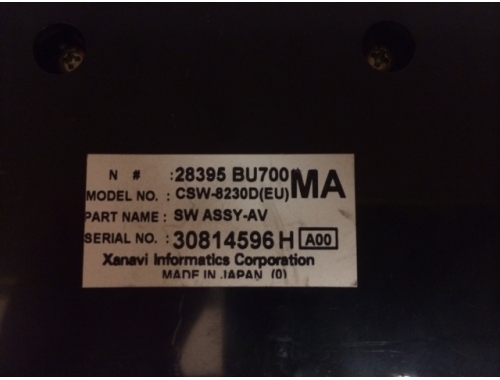 N # : 28395 BU700 MA
MODEL NO. : CSW-8230D(EU)
PART NAME : SW ASSY-AV
SERIAL NO. : 30814596 H A00
Xanavi Informatics Corporation
MADE IN JAPAN (0)